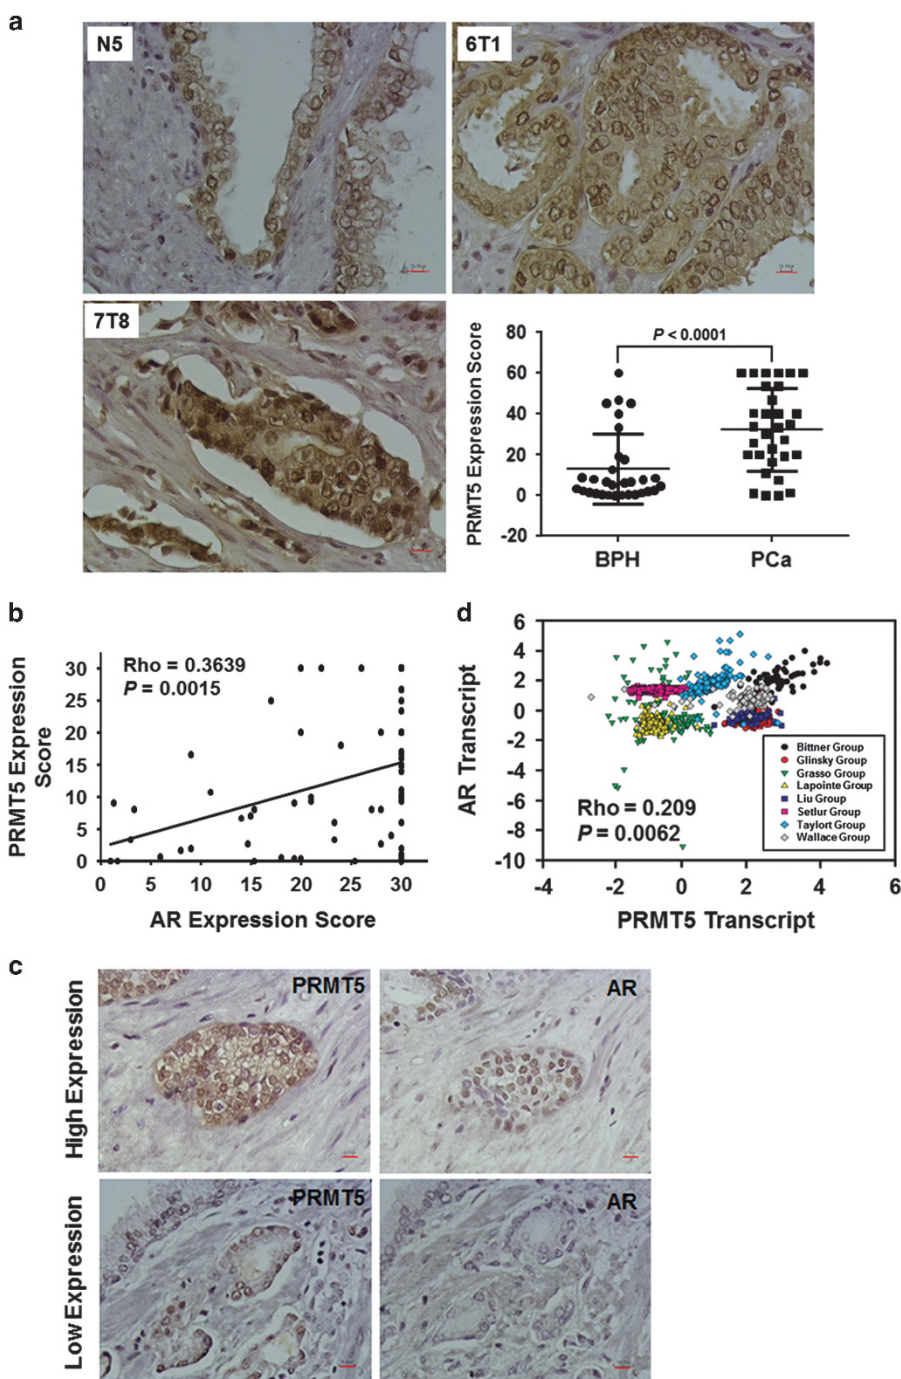 a
N5
6T1
7T8
PRMT5 Expression Score
80
60
40
20
0
-20
P < 0.0001
BPH
PCa
b
PRMT5 Expression
Score
30
25
20
15
10
5
0
Rho = 0.3639
P = 0.0015
0 5 10 15 20 25 30
AR Expression Score
d
AR Transcript
6
4
2
0
-2
-4
-6
-8
-10
Rho = 0.209
P = 0.0062
Bittner Group
Glinsky Group
Grasso Group
Lapointe Group
Liu Group
Setlur Group
Taylort Group
Wallace Group
-4 -2 0 2 4 6
PRMT5 Transcript
c
High Expression
PRMT5
AR
Low Expression
PRMT5
AR